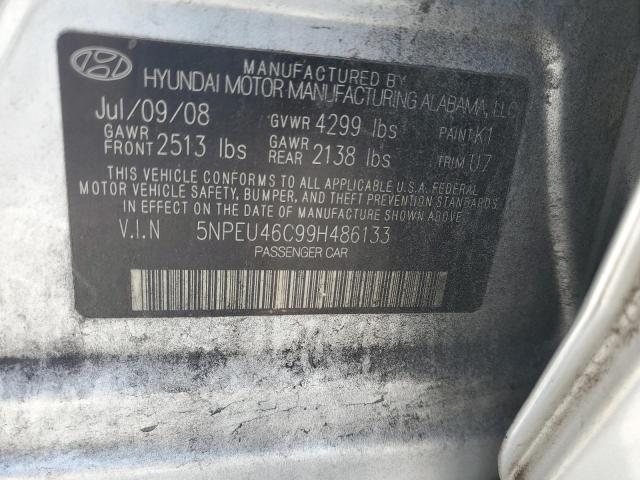 MANUFACTURED BY
HYUNDAI MOTOR MANUFACTURING ALABAMA, LLC
Jul/09/08 GVWR 4299 lbs PAINT K1
GAWR FRONT 2513 lbs GAWR REAR 2138 lbs TRIM U7
THIS VEHICLE CONFORMS TO ALL APPLICABLE U.S.A. FEDERAL
MOTOR VEHICLE SAFETY, BUMPER, AND THEFT PREVENTION STANDARDS
IN EFFECT ON THE DATE OF MANUFACTURE SHOWN ABOVE.
V.I.N 5NPEU46C99H486133
PASSENGER CAR